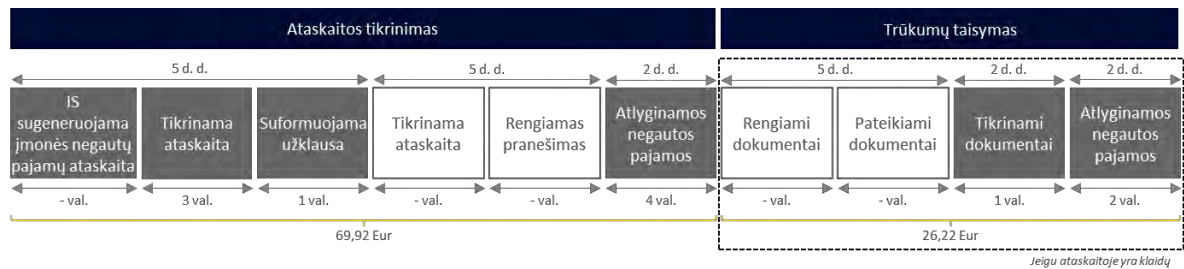 Ataskaitos tikrinimas
Trūkumų taisymas
5 d. d.
5 d. d.
2 d. d.
5 d. d.
2 d. d.
2 d. d.
IS
sugeneruojama
įmonės negautų
pajamų ataskaita
Tikrinama
ataskaita
Suformuojama
užklausa
Tikrinama
ataskaita
Rengiamas
pranešimas
Atlyginamos
negautos
pajamos
Rengiami
dokumentai
Pateikiami
dokumentai
Tikrinami
dokumentai
Atlyginamos
negautos
pajamos
- val.
3 val.
1 val.
- val.
- val.
4 val.
- val.
- val.
1 val.
2 val.
69,92 Eur
26,22 Eur
Jeigu ataskaitoje yra klaidų